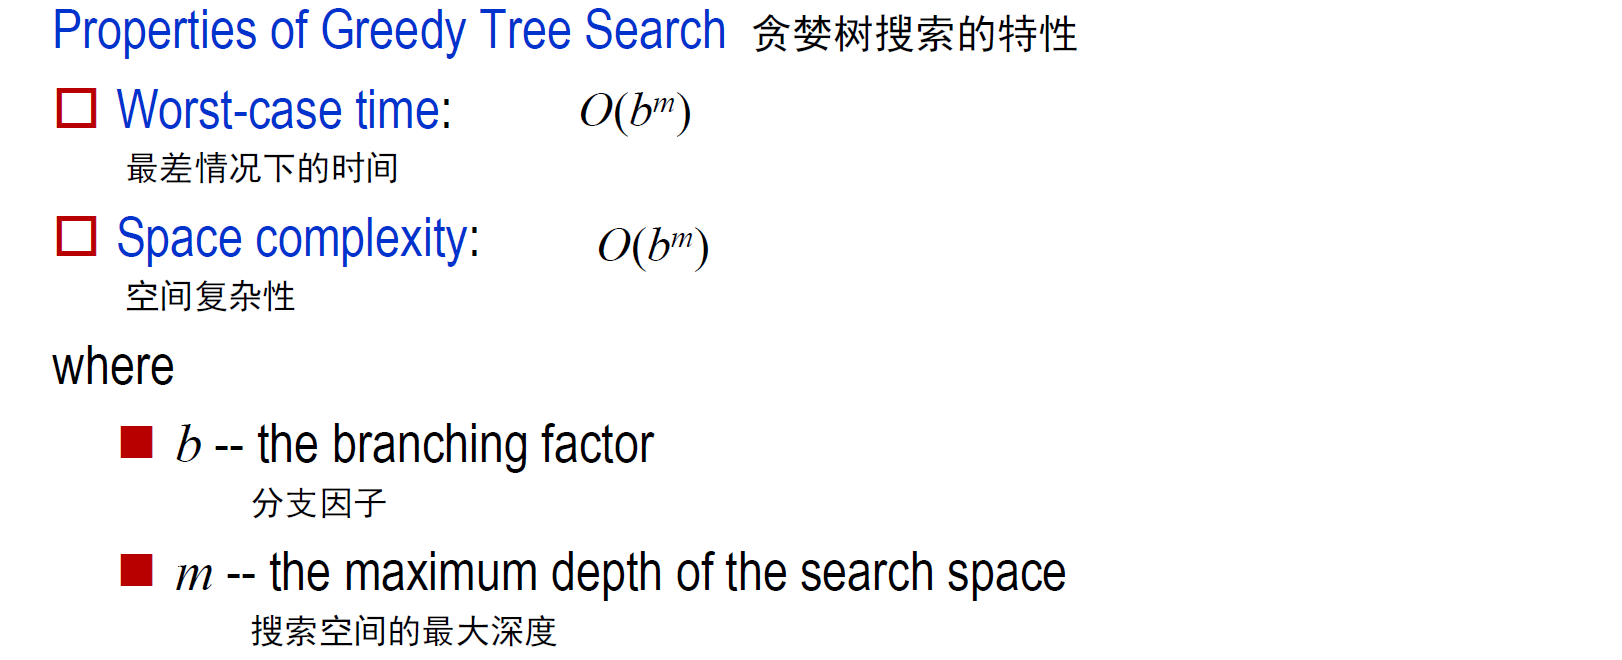 Properties of Greedy Tree Search 贪婪树搜索的特性
Worst-case time: O(bᵐ)
最差情况下的时间
Space complexity: O(bᵐ)
空间复杂性
where
b -- the branching factor
分支因子
m -- the maximum depth of the search space
搜索空间的最大深度